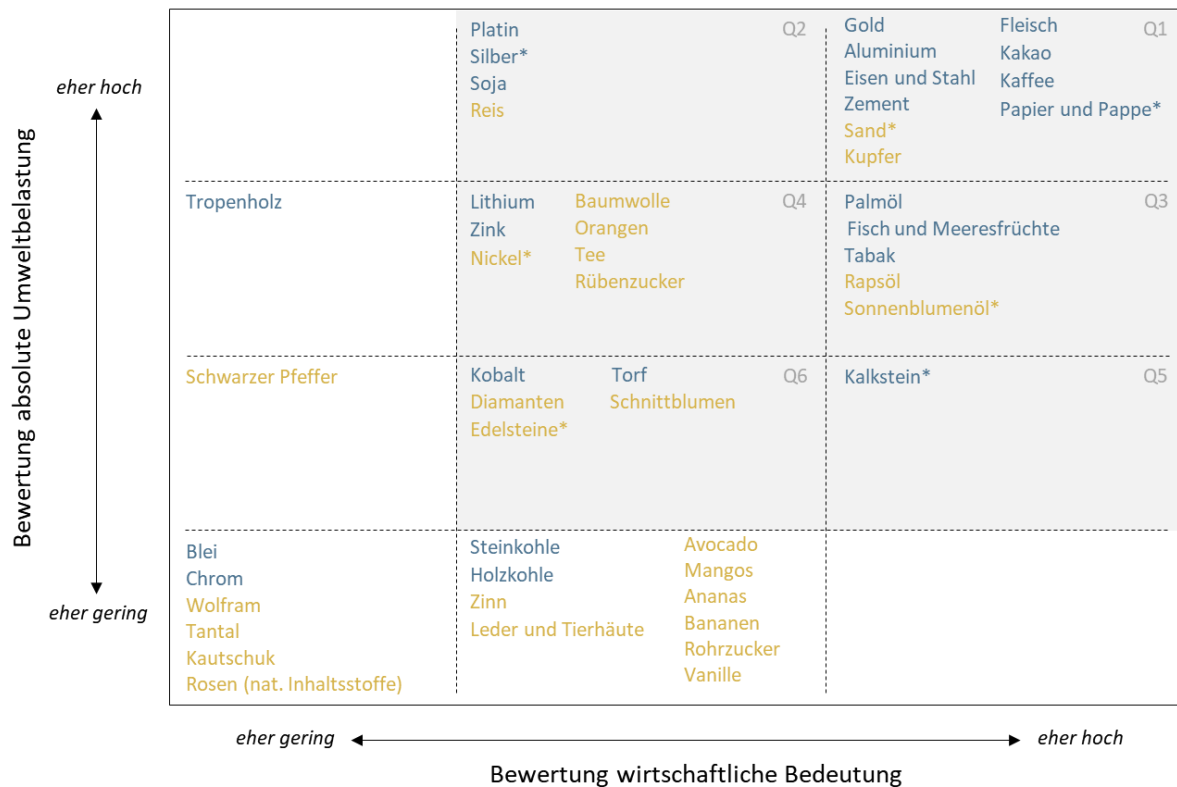 Bewertung absolute Umweltbelastung
eher hoch
eher gering
Platin
Silber*
Soja
Reis
Q2
Gold
Aluminium
Eisen und Stahl
Zement
Sand*
Kupfer
Fleisch
Kakao
Kaffee
Papier und Pappe*
Q1
Tropenholz
Lithium
Zink
Nickel*
Baumwolle
Orangen
Tee
Rübenzucker
Q4
Palmöl
Fisch und Meeresfrüchte
Tabak
Rapsöl
Sonnenblumenöl*
Q3
Schwarzer Pfeffer
Kobalt
Diamanten
Edelsteine*
Torf
Schnittblumen
Q6
Kalkstein*
Q5
Blei
Chrom
Wolfram
Tantal
Kautschuk
Rosen (nat. Inhaltsstoffe)
Steinkohle
Holzkohle
Zinn
Leder und Tierhäute
Avocado
Mangos
Ananas
Bananen
Rohrzucker
Vanille
eher gering
eher hoch
Bewertung wirtschaftliche Bedeutung